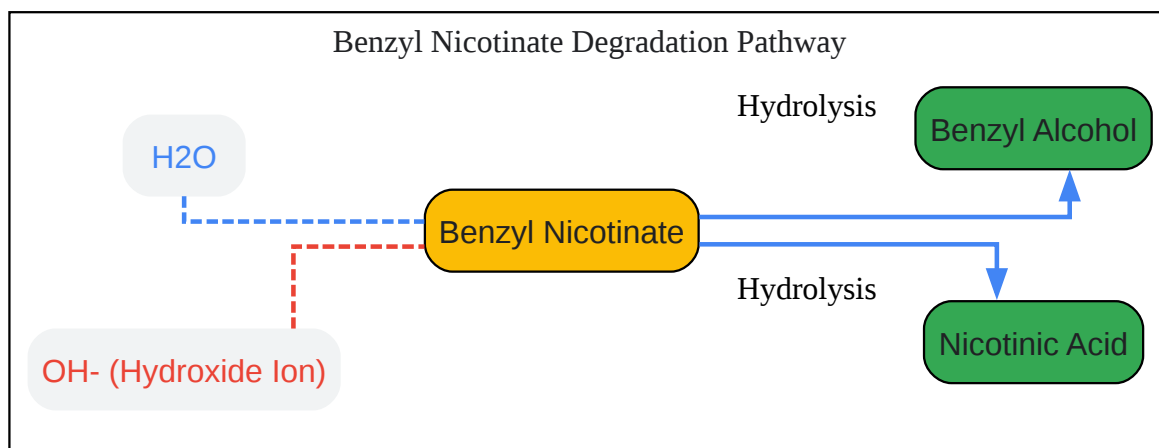 Benzyl Nicotinate Degradation Pathway
Hydrolysis
Benzyl Alcohol
H2O
Benzyl Nicotinate
Hydrolysis
Nicotinic Acid
OH- (Hydroxide Ion)